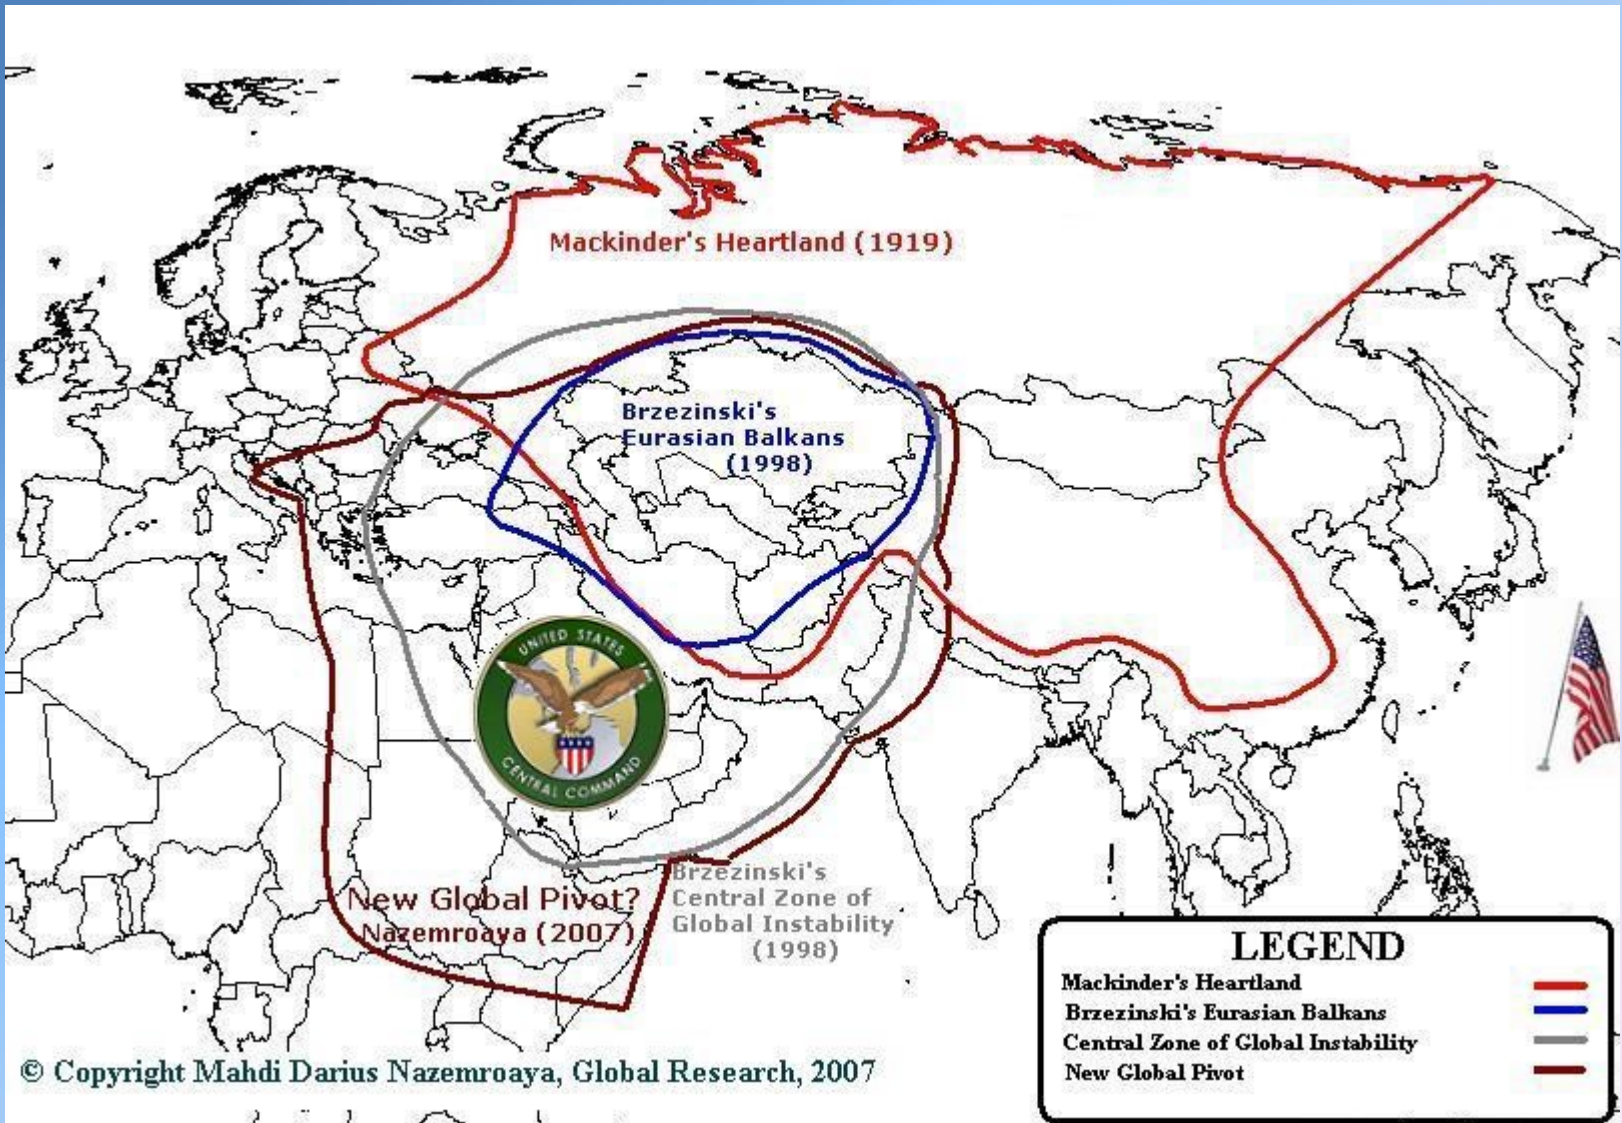 Mackinder's Heartland (1919)
Brzezinski's
Eurasian Balkans
(1998)
UNITED STATES
CENTRAL COMMAND
New Global Pivot?
Nazemroaya (2007)
Brzezinski's
Central Zone of
Global Instability
(1998)
LEGEND
Mackinder's Heartland
Brzezinski's Eurasian Balkans
Central Zone of Global Instability
New Global Pivot
© Copyright Mahdi Darius Nazemroaya, Global Research, 2007